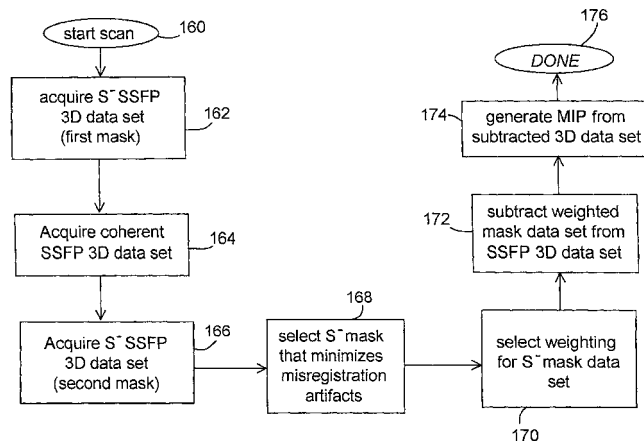 start scan
160
acquire S⁻ SSFP
3D data set
(first mask)
162
Acquire coherent
SSFP 3D data set
164
Acquire S⁻ SSFP
3D data set
(second mask)
166
168
select S⁻ mask
that minimizes
misregistration
artifacts
select weighting
for S⁻ mask data
set
170
172
subtract weighted
mask data set from
SSFP 3D data set
174
generate MIP from
subtracted 3D data set
176
DONE